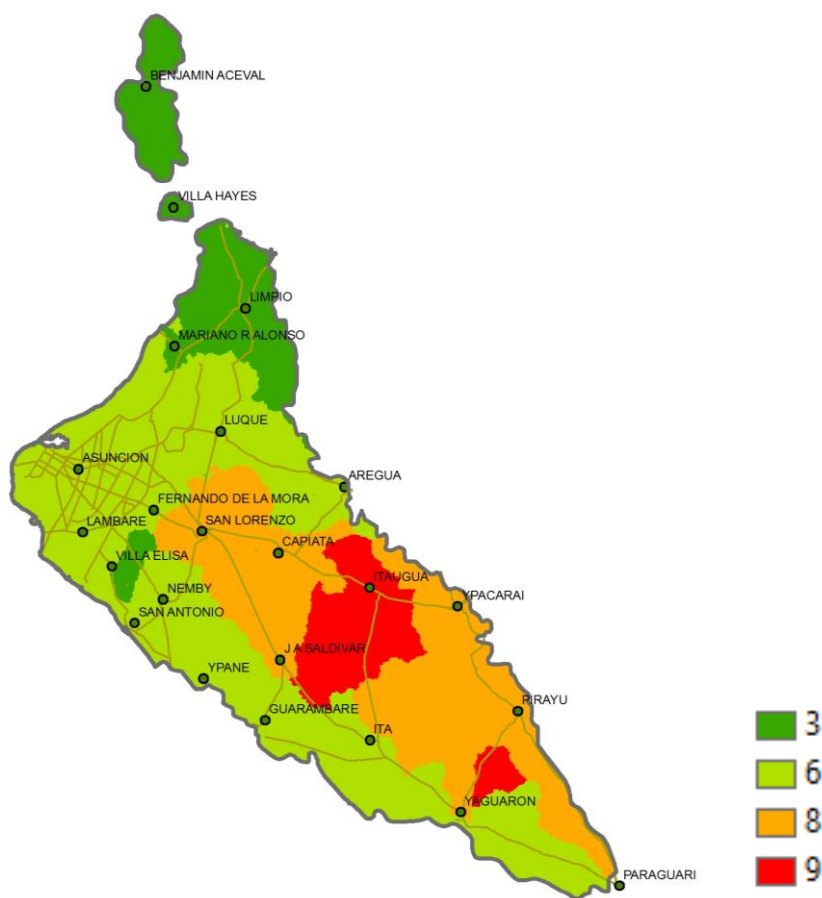 BENJAMIN ACEVAL
VILLA HAYES
LIMPIO
MARIANO R ALONSO
LUQUE
ASUNCION
AREGUA
FERNANDO DE LA MORA
LAMBARE
SAN LORENZO
CAPIATA
VILLA ELISA
ITAUGUA
NEMBY
YPACARAI
SAN ANTONIO
J A SALDIVAR
YPANE
PIRAYU
GUARAMBARE
ITA
YAGUARON
PARAGUARI
3
6
8
9